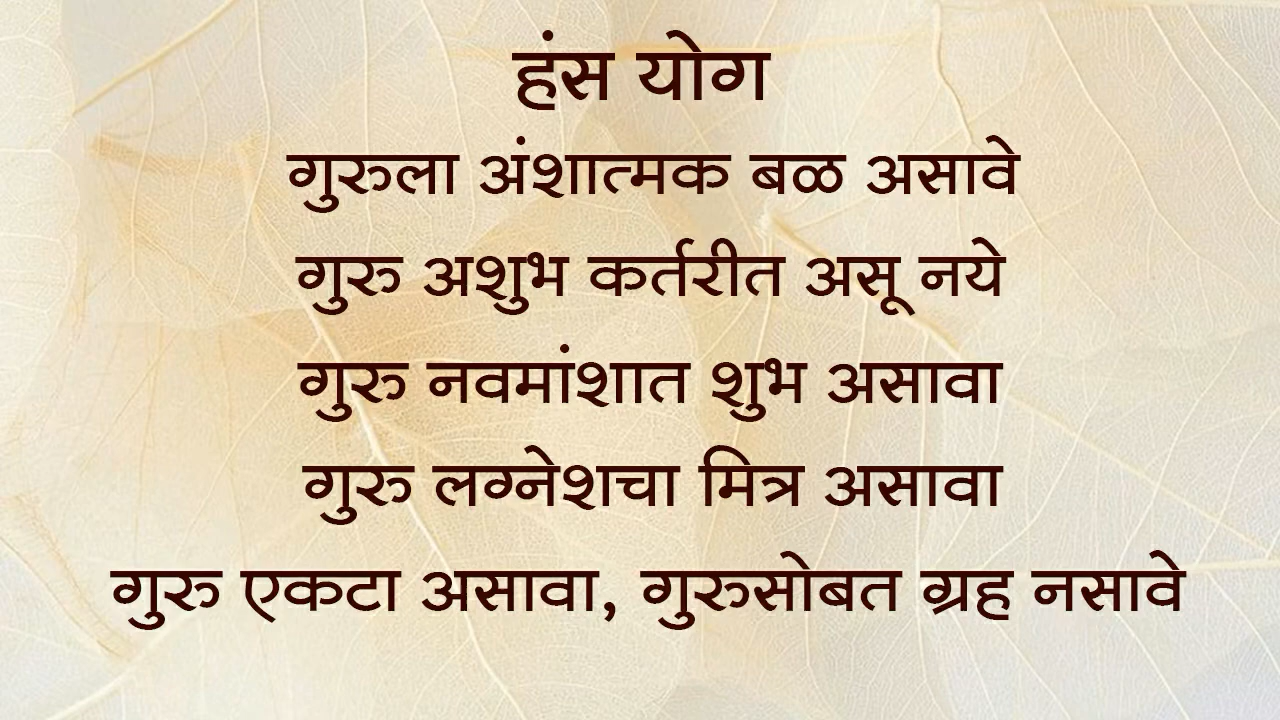 हंस योग
गुरुला अंशात्मक बळ असावे
गुरु अशुभ कर्तरीत असू नये
गुरु नवमांशात शुभ असावा
गुरु लग्नेशचा मित्र असावा
गुरु एकटा असावा, गुरुसोबत ग्रह नसावे